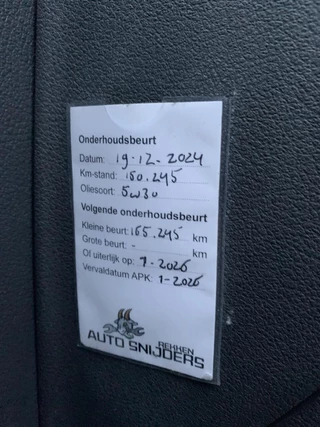 Onderhoudsbeurt
Datum: 19-12-2024
Km-stand: 150.245
Oliesoort: 5w30
Volgende onderhoudsbeurt
Kleine beurt: 165.245 km
Grote beurt: - km
Of uiterlijk op: 1-2026
Vervaldatum APK: 1-2026
REKKEN
AUTO SNIJDERS